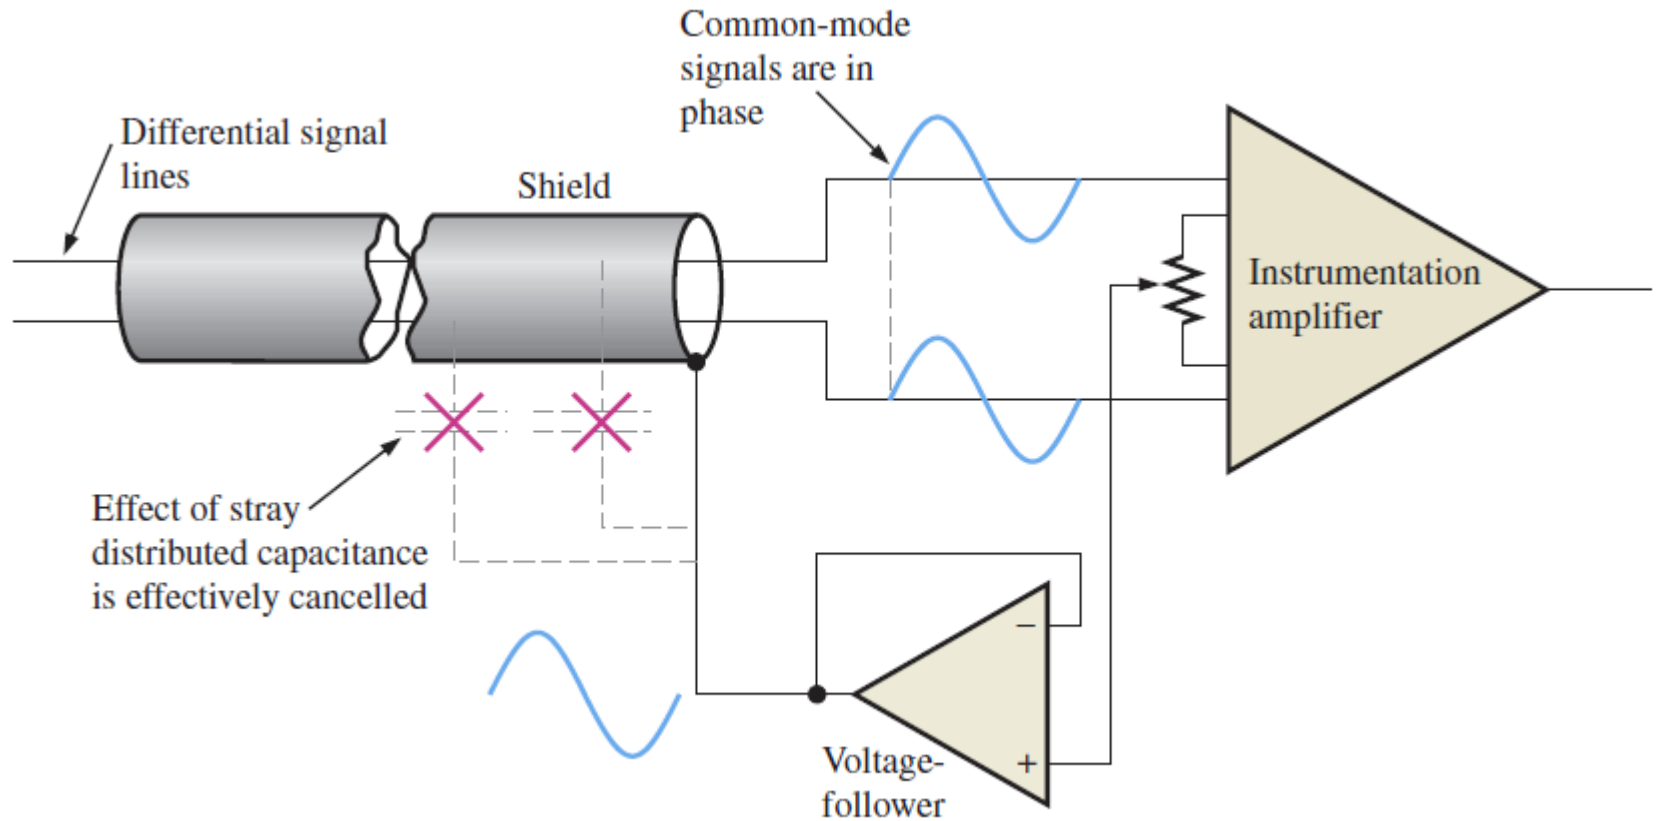 Common-mode
signals are in
phase
Differential signal
lines
Shield
Instrumentation
amplifier
Effect of stray
distributed capacitance
is effectively cancelled
−
+
Voltage-
follower